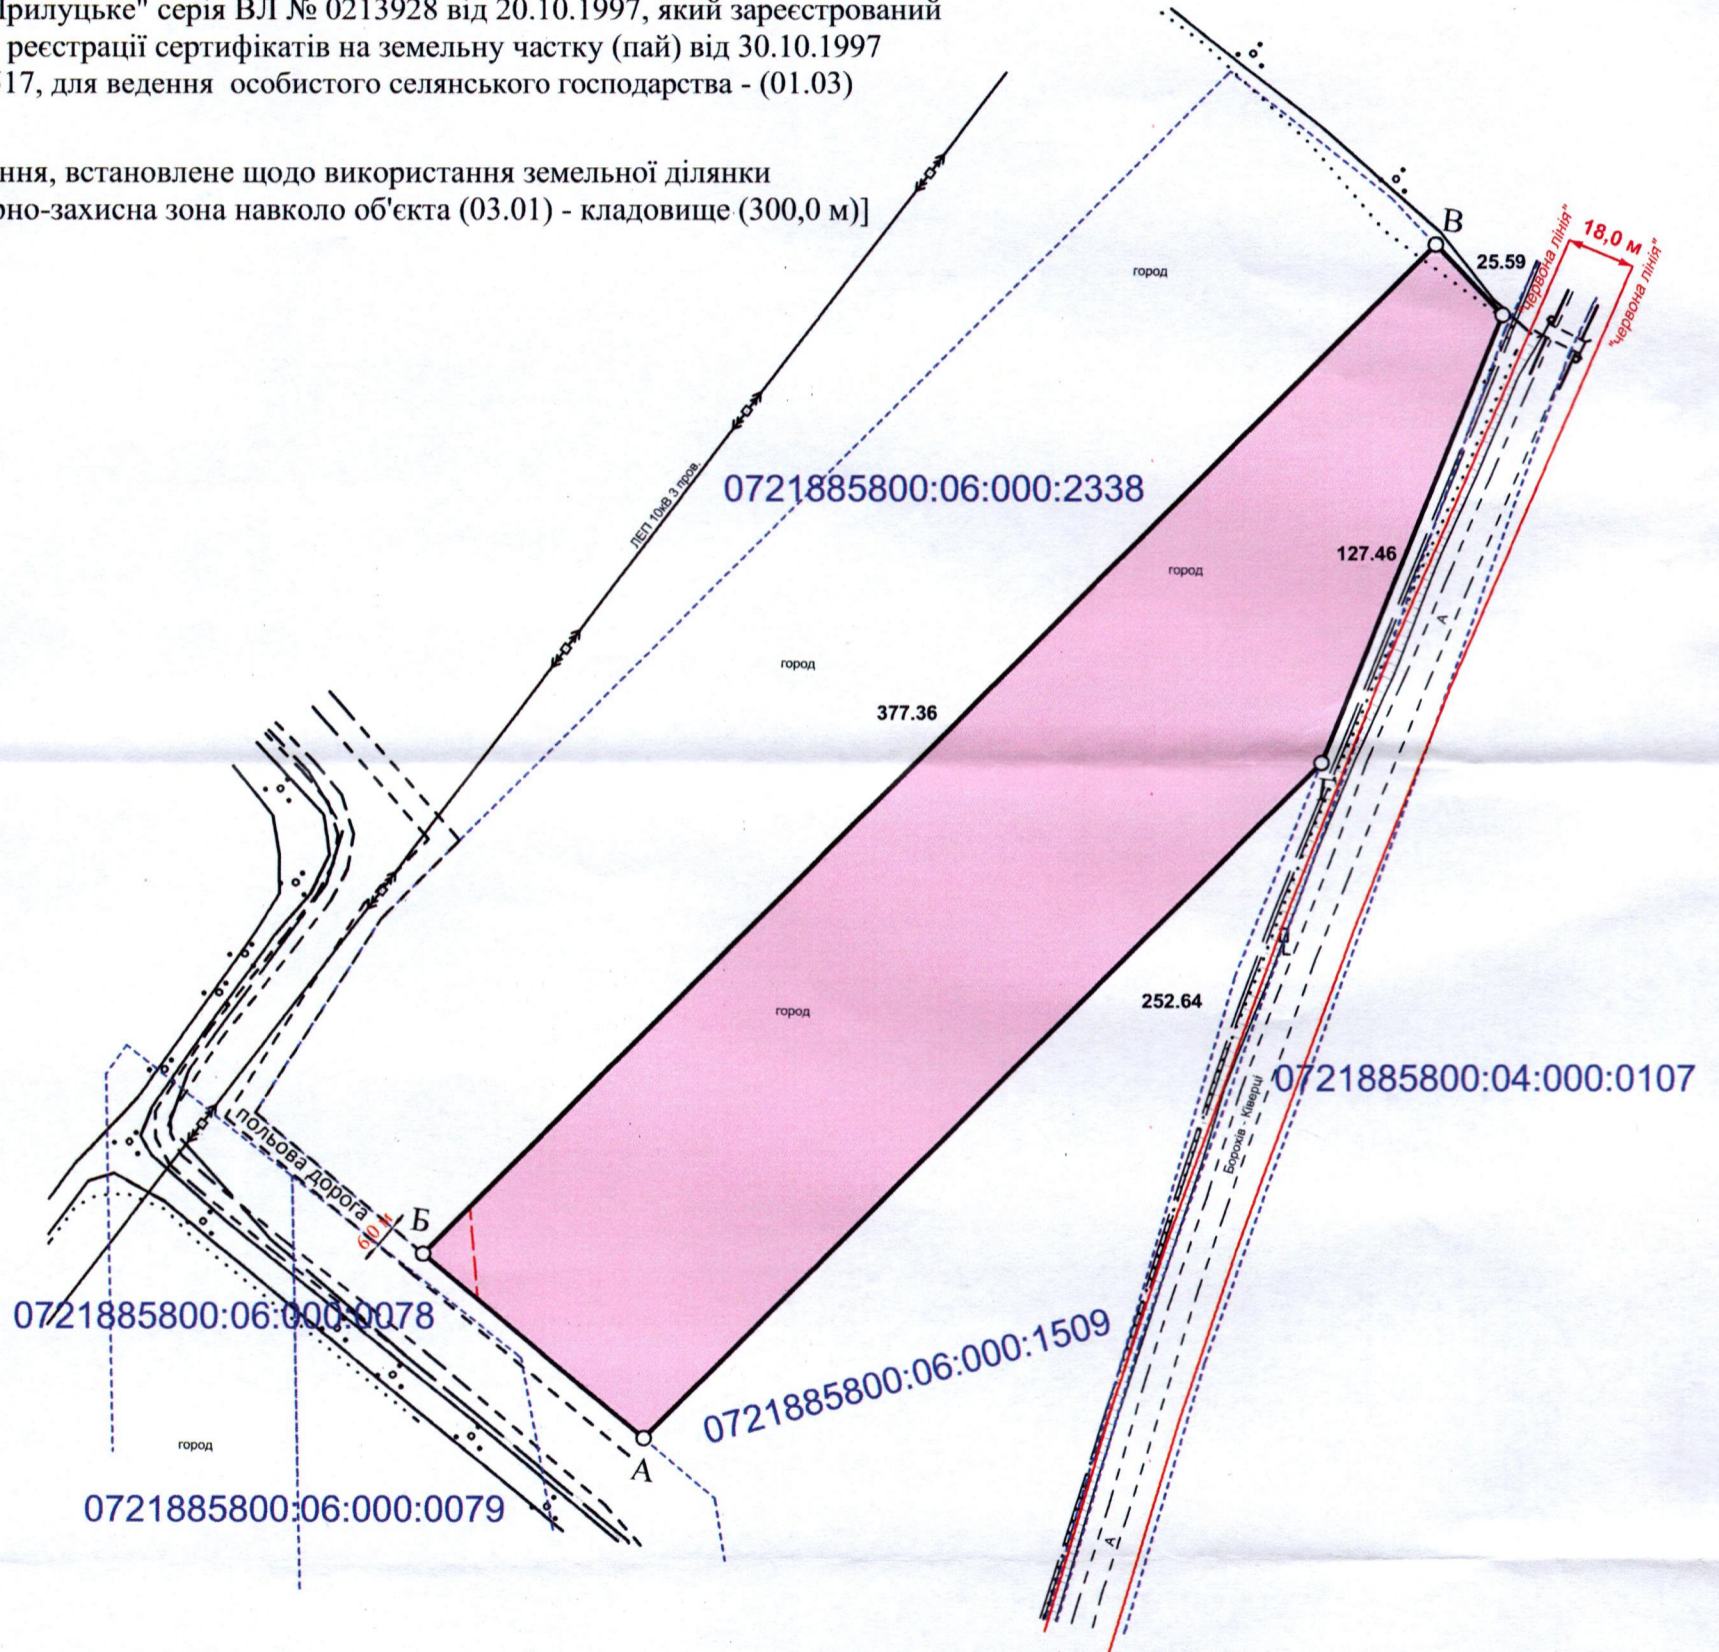 Прилуцьке" серія ВЛ № 0213928 від 20.10.1997, який зареєстрований
реєстрації сертифікатів на земельну частку (пай) від 30.10.1997
17, для ведення особистого селянського господарства - (01.03)
ння, встановлене щодо використання земельної ділянки
рно-захисна зона навколо об'єкта (03.01) - кладовище (300,0 м)]
В
25.59
"червона лінія"
18,0 м
"червона лінія"
город
0721885800:06:000:2338
ЛЕП 10кВ 3 пров.
127.46
город
А
город
377.36
Г
город
252.64
0721885800:04:000:0107
Борохів - Ківерці
польова дорога
6,0 м
Б
0721885800:06:000:0078
0721885800:06:000:1509
город
А
0721885800:06:000:0079
А